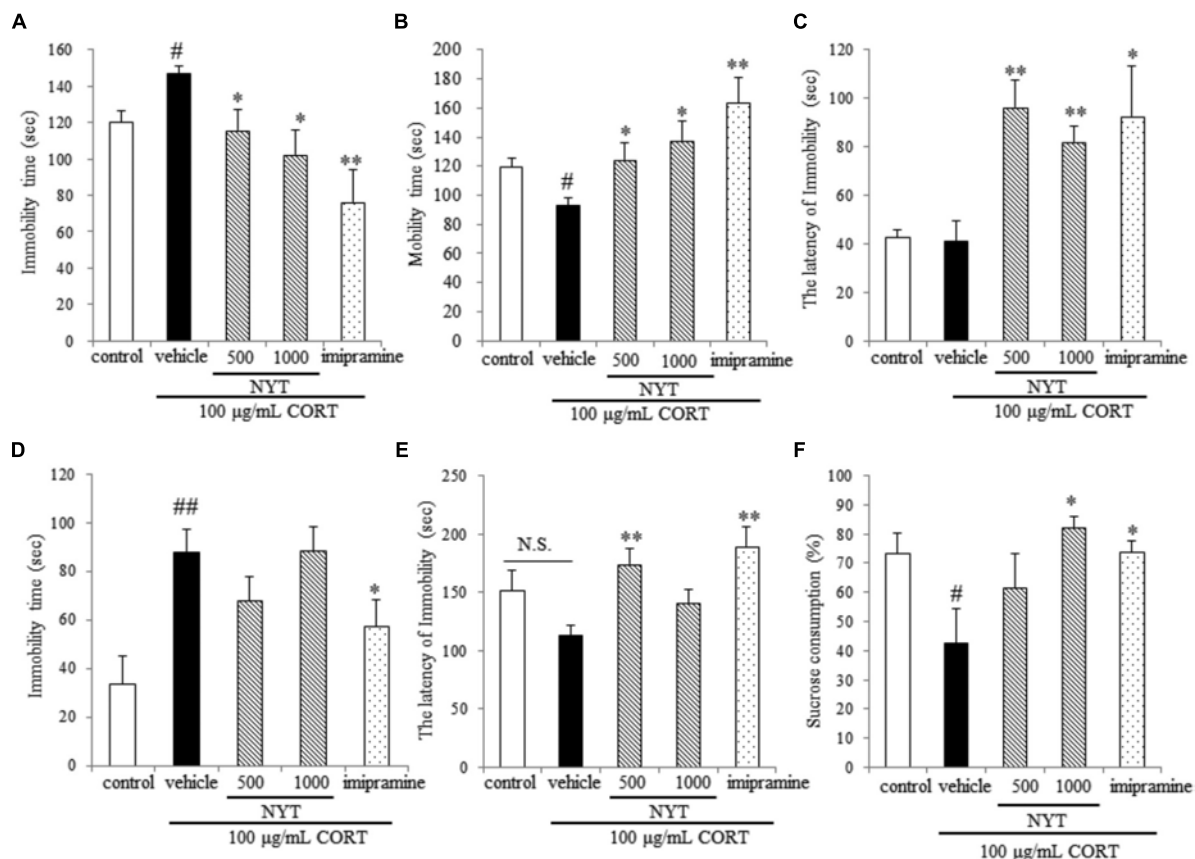 A
Immobility time (sec)
160
140
120
100
80
60
40
20
0
#
*
*
**
control vehicle 500 1000 imipramine
NYT
100 μg/mL CORT
B
Mobility time (sec)
200
180
160
140
120
100
80
60
40
20
0
#
*
*
**
control vehicle 500 1000 imipramine
NYT
100 μg/mL CORT
C
The latency of Immobility (sec)
120
100
80
60
40
20
0
**
**
*
control vehicle 500 1000 imipramine
NYT
100 μg/mL CORT
D
Immobility time (sec)
120
100
80
60
40
20
0
##
*
control vehicle 500 1000 imipramine
NYT
100 μg/mL CORT
E
The latency of Immobility (sec)
250
200
150
100
50
0
N.S.
**
**
control vehicle 500 1000 imipramine
NYT
100 μg/mL CORT
F
Sucrose consumption (%)
100
90
80
70
60
50
40
30
20
10
0
#
*
*
control vehicle 500 1000 imipramine
NYT
100 μg/mL CORT